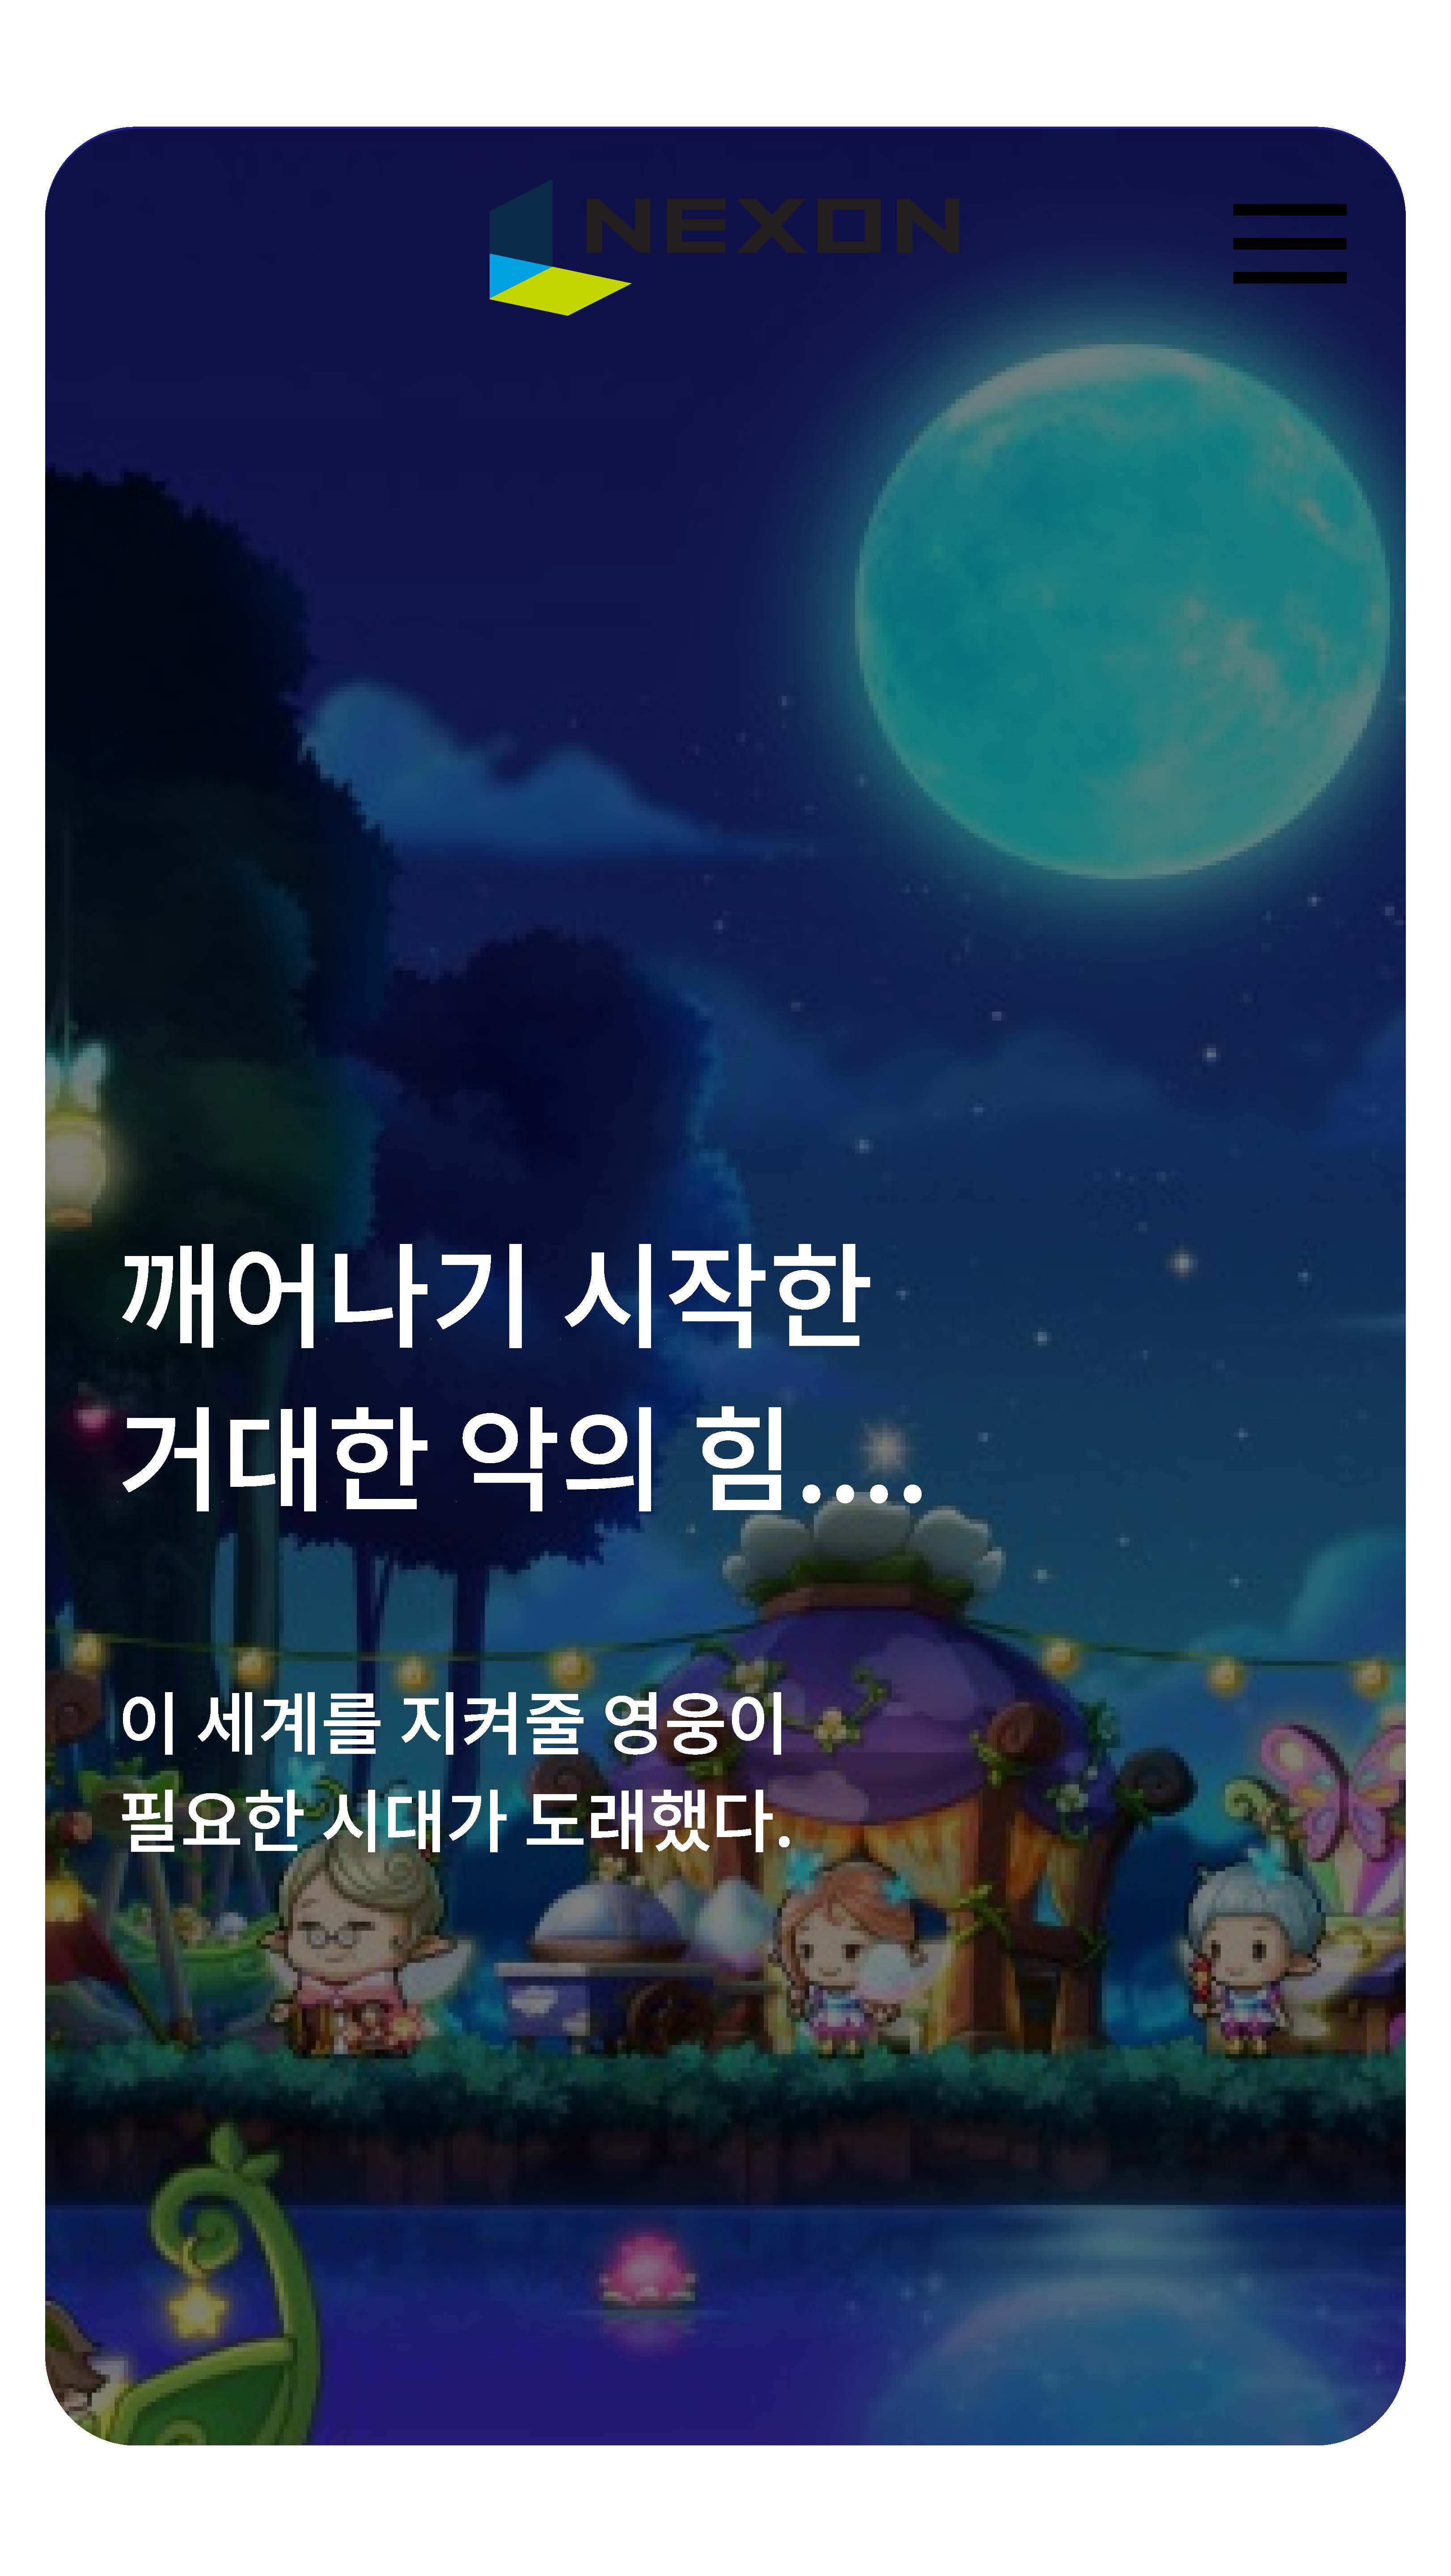 NEXON
깨어나기 시작한
거대한 악의 힘....
이 세계를 지켜줄 영웅이
필요한 시대가 도래했다.